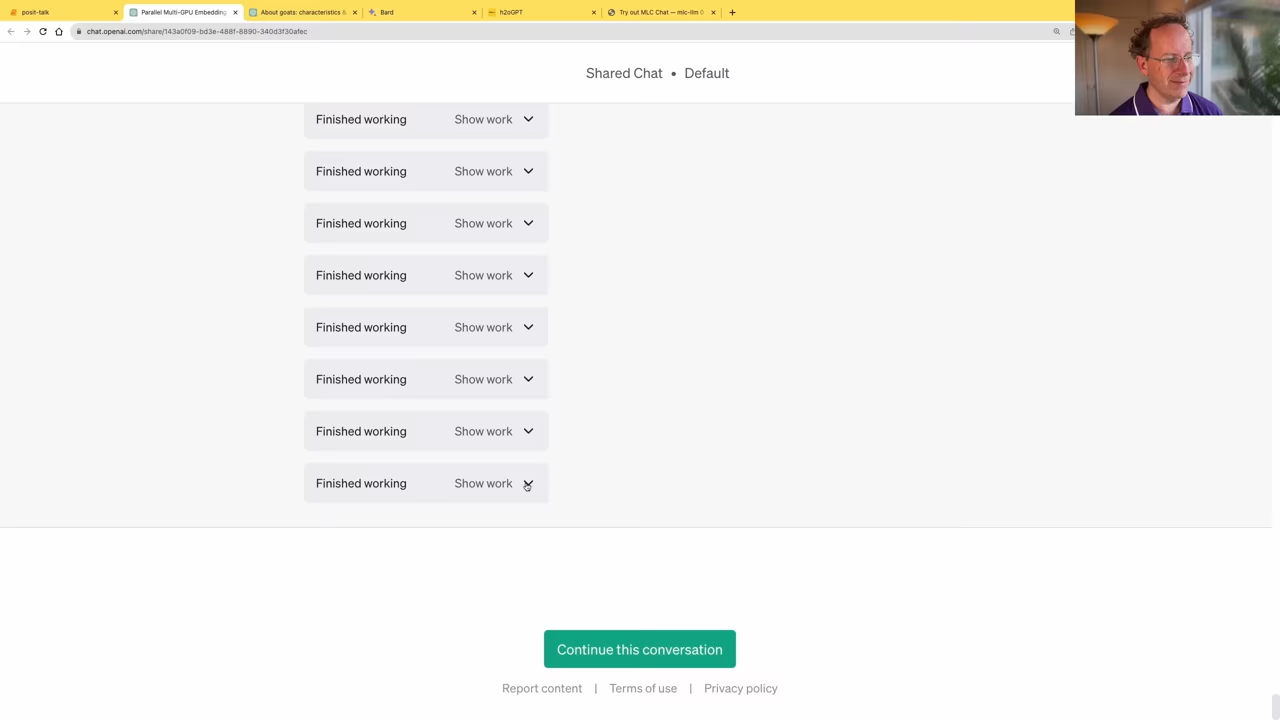 posit-talk
Parallel Multi-GPU Embedding
About goats: characteristics &
Bard
h2oGPT
Try out MLC Chat — mlc-llm 0
chat.openai.com/share/143a0f09-bd3e-488f-8890-340d3f30afec
Shared Chat • Default
Finished working Show work
Finished working Show work
Finished working Show work
Finished working Show work
Finished working Show work
Finished working Show work
Finished working Show work
Finished working Show work
Continue this conversation
Report content | Terms of use | Privacy policy